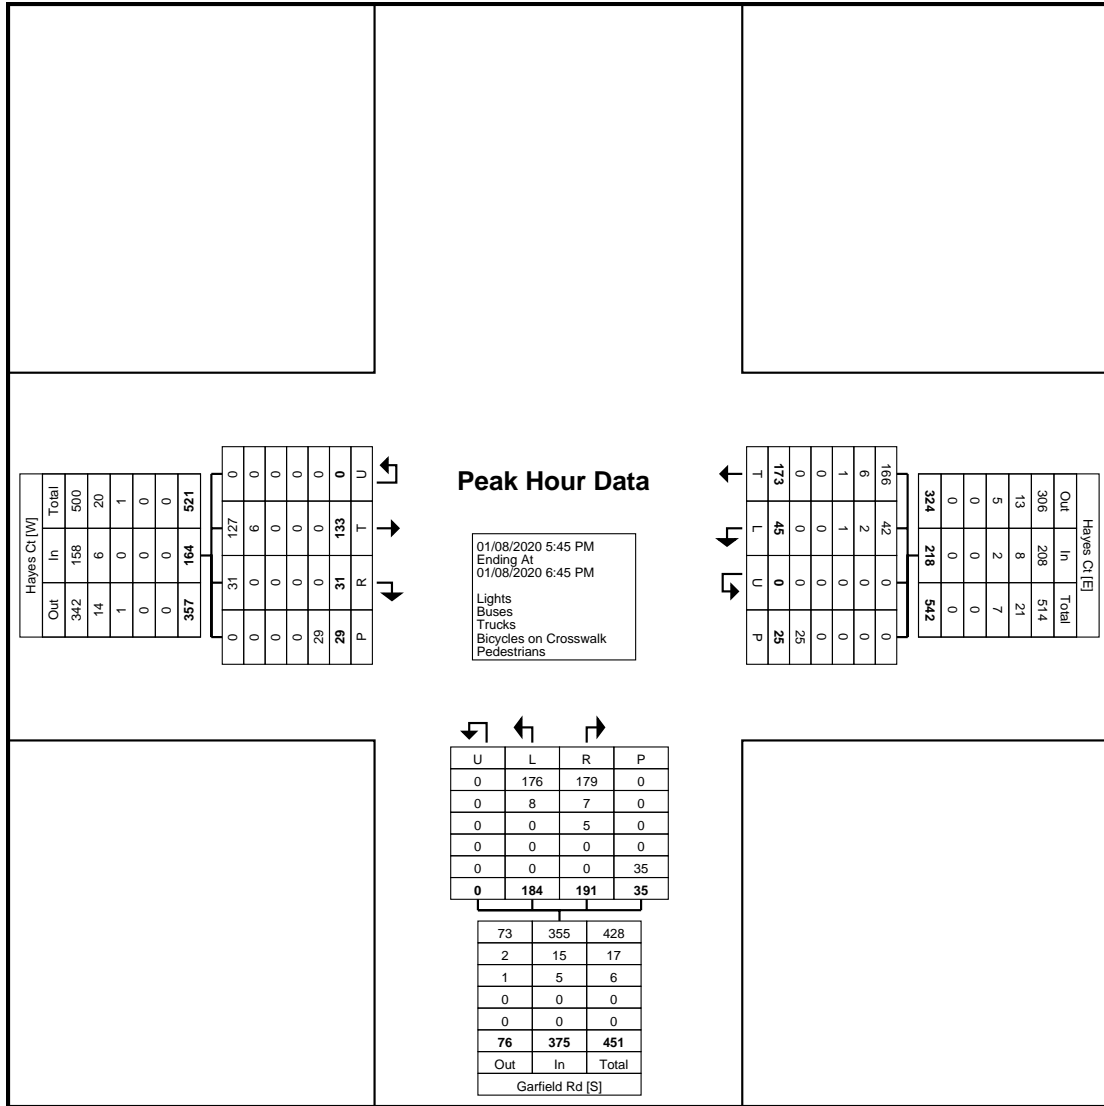 Peak Hour Data
01/08/2020 5:45 PM
Ending At
01/08/2020 6:45 PM
Lights
Buses
Trucks
Bicycles on Crosswalk
Pedestrians
Hayes Ct [W]
Total In Out
500 158 342
20 6 14
1 0 1
0 0 0
0 0 0
521 164 357
0 127 31 0
0 6 0 0
0 0 0 0
0 0 0 0
0 0 0 29
0 133 31 29
U T R P
Hayes Ct [E]
Out In Total
306 208 514
13 8 21
5 2 7
0 0 0
0 0 0
324 218 542
166 42 0 0
6 2 0 0
1 1 0 0
0 0 0 0
0 0 0 25
173 45 0 25
T L U P
U L R P
0 176 179 0
0 8 7 0
0 0 5 0
0 0 0 0
0 0 0 35
0 184 191 35
73 355 428
2 15 17
1 5 6
0 0 0
0 0 0
76 375 451
Out In Total
Garfield Rd [S]